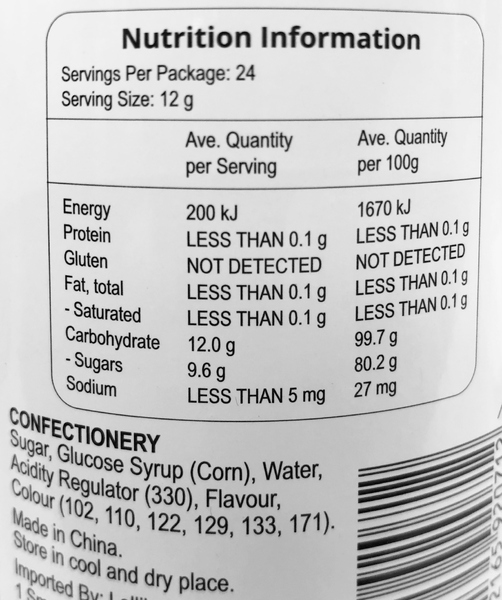 Nutrition Information
Servings Per Package: 24
Serving Size: 12 g
Ave. Quantity per Serving Ave. Quantity per 100g
Energy 200 kJ 1670 kJ
Protein LESS THAN 0.1 g LESS THAN 0.1 g
Gluten NOT DETECTED NOT DETECTED
Fat, total LESS THAN 0.1 g LESS THAN 0.1 g
- Saturated LESS THAN 0.1 g LESS THAN 0.1 g
Carbohydrate 12.0 g 99.7 g
- Sugars 9.6 g 80.2 g
Sodium LESS THAN 5 mg 27 mg
CONFECTIONERY
Sugar, Glucose Syrup (Corn), Water,
Acidity Regulator (330), Flavour,
Colour (102, 110, 122, 129, 133, 171).
Made in China.
Store in cool and dry place.
Imported By: